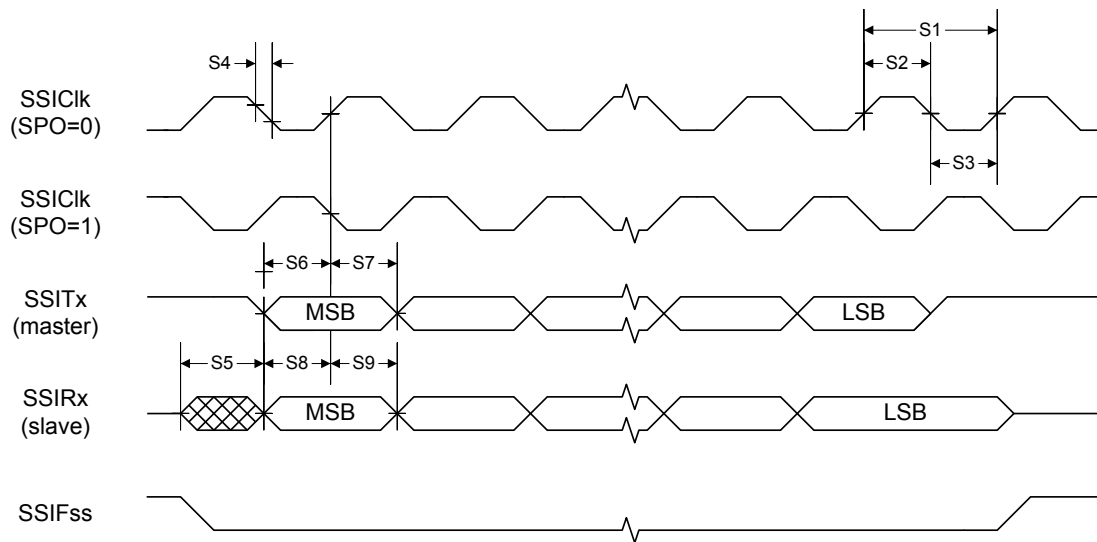 S1
S4
S2
SSIClk
(SPO=0)
S3
SSIClk
(SPO=1)
S6
S7
SSITx
(master)
MSB
LSB
S5
S8
S9
SSIRx
(slave)
MSB
LSB
SSIFss